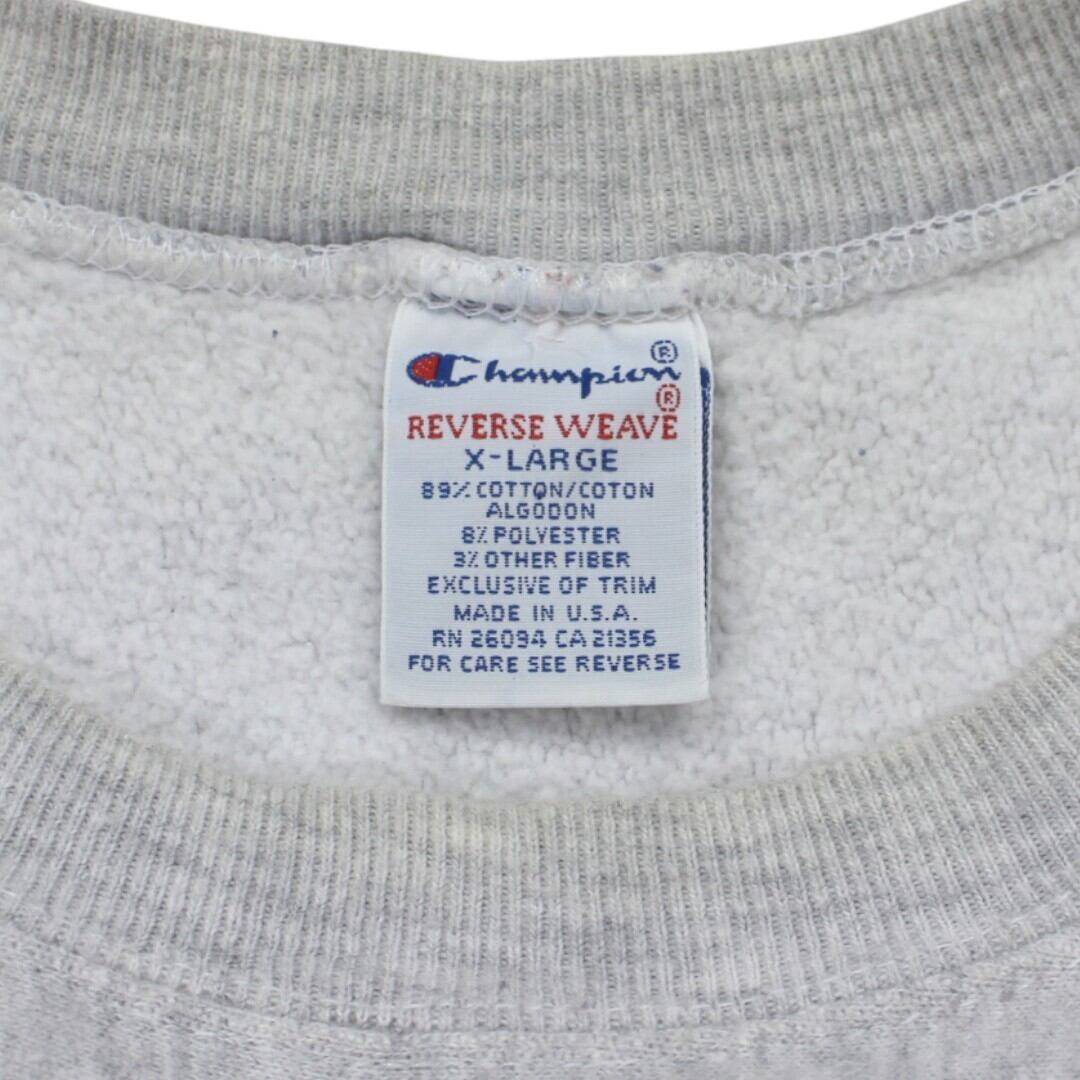 Champion®
REVERSE WEAVE®
X-LARGE
89% COTTON/COTON
ALGODON
8% POLYESTER
3% OTHER FIBER
EXCLUSIVE OF TRIM
MADE IN U.S.A.
RN 26094 CA 21356
FOR CARE SEE REVERSE